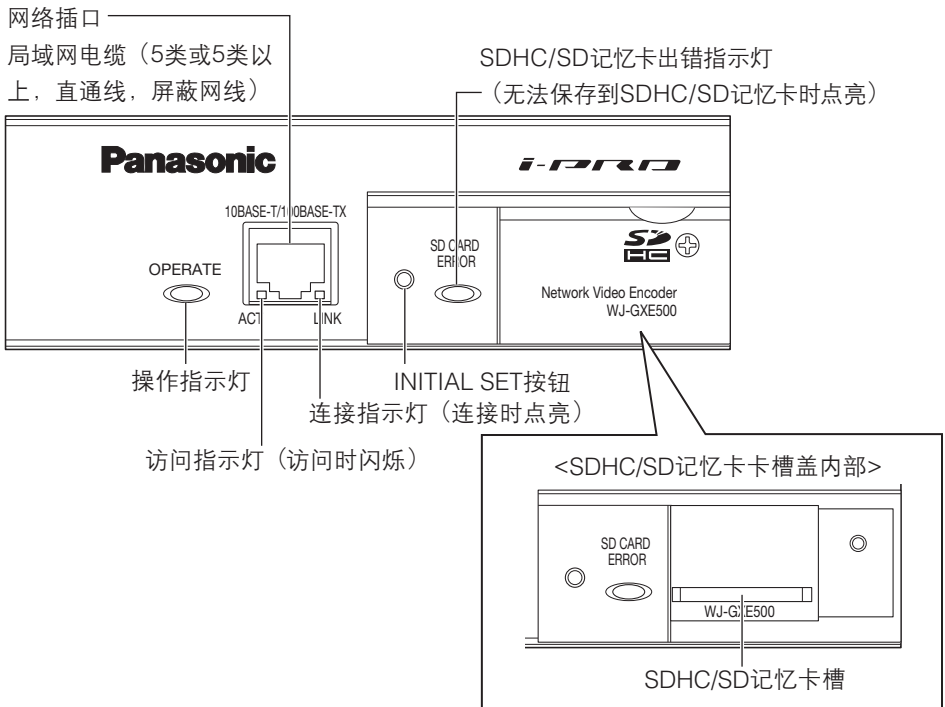 网络插口
局域网电缆（5类或5类以
上，直通线，屏蔽网线）
SDHC/SD记忆卡出错指示灯
（无法保存到SDHC/SD记忆卡时点亮）
Panasonic
i-PRO
10BASE-T/100BASE-TX
OPERATE
ACT
LINK
SD CARD
ERROR
SD
HC
Network Video Encoder
WJ-GXE500
操作指示灯
INITIAL SET按钮
连接指示灯（连接时点亮）
访问指示灯（访问时闪烁）
<SDHC/SD记忆卡卡槽盖内部>
SD CARD
ERROR
WJ-GXE500
SDHC/SD记忆卡槽